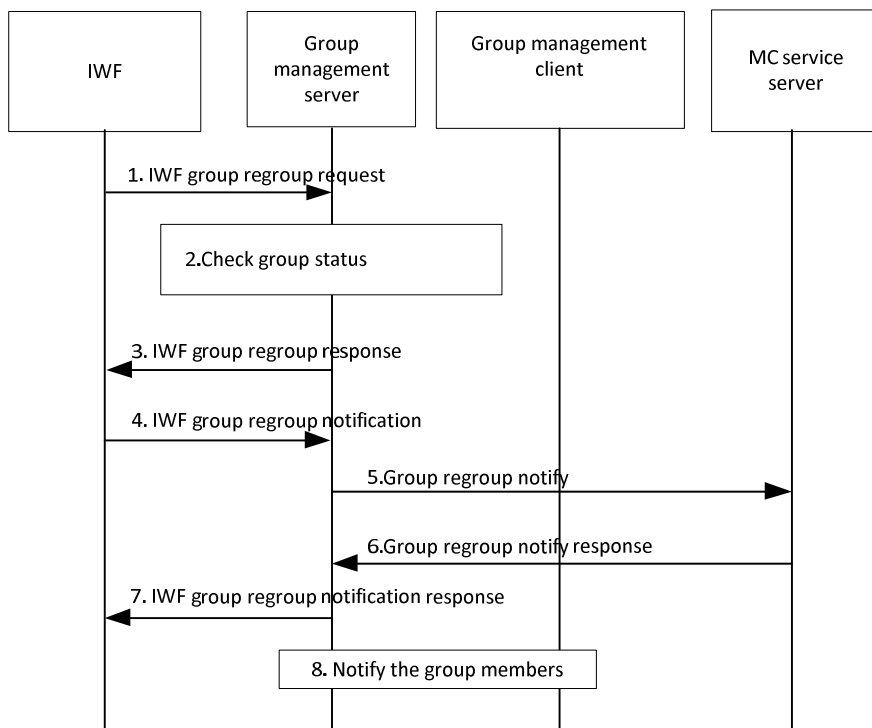 IWF
Group
management
server
Group management
client
MC service
server
1. IWF group regroup request
2.Check group status
3. IWF group regroup response
4. IWF group regroup notification
5.Group regroup notify
6.Group regroup notify response
7. IWF group regroup notification response
8. Notify the group members